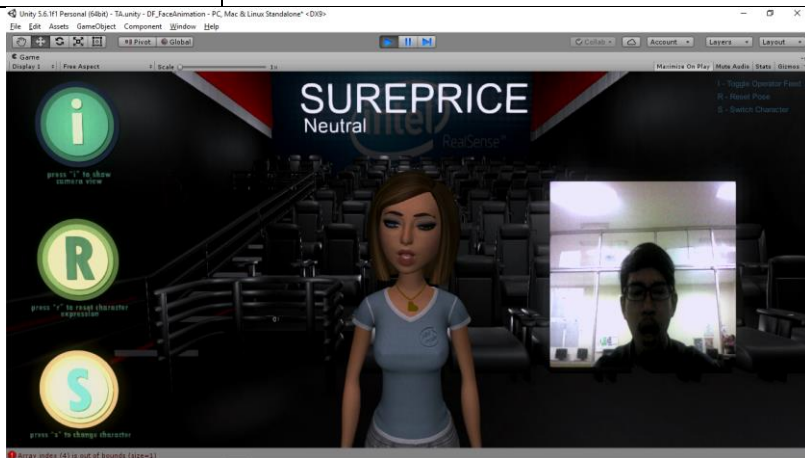 Unity 5.6.1f1 Personal (64bit) - TA.unity - DF_FaceAnimation - PC, Mac & Linux Standalone* <DX9>
File Edit Assets GameObject Component Window Help
Pivot Global Collab Account Layers Layout
Game
Display 1 Free Aspect Scale 1x Maximize On Play Mute Audio Stats Gizmos
SUREPRICE
Neutral
intel
RealSense
I - Toggle Operator Feed
R - Reset Pose
S - Switch Character
i
press "i" to show
camera view
R
press "r" to reset character
expression
S
press "s" to change character
Array index (4) is out of bounds (size=1)